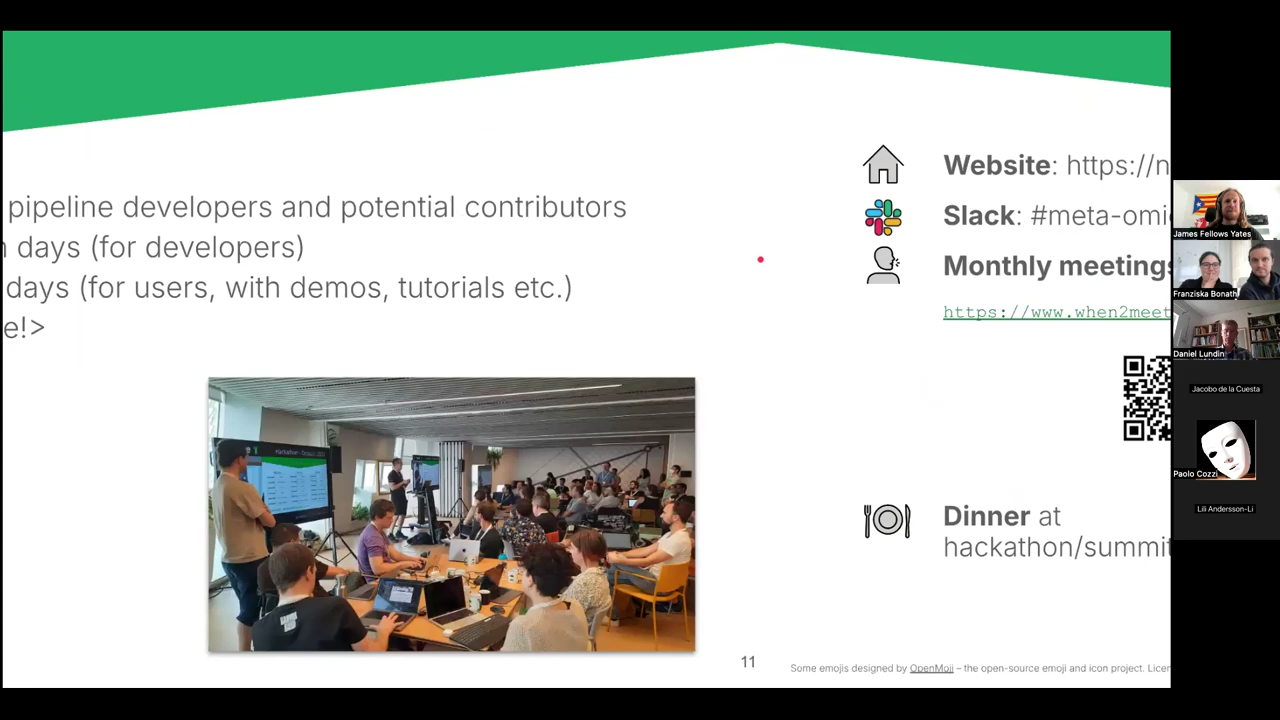 pipeline developers and potential contributors
days (for developers)
days (for users, with demos, tutorials etc.)
e!>
11
Website: https://n
Slack: #meta-omi
Monthly meetings
https://www.when2meet
Dinner at
hackathon/summit
Some emojis designed by OpenMoji – the open-source emoji and icon project.
James Fellows Yates
Franziska Bonath
Daniel Lundin
Jacobo de la Cuesta
Paolo Cozzi
Lili Andersson-Li